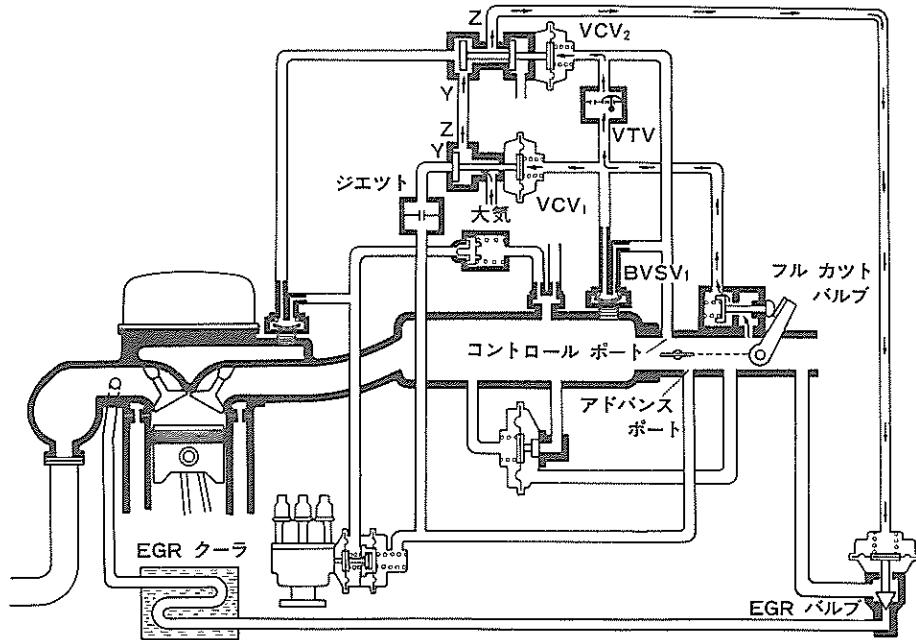 Z
VCV₂
Y
VTV
Z
Y
ジエツト
大気
VCV₁
BVSV₁
フル カツト
バルブ
コントロール ポート
アドバンス
ポート
EGR クーラ
EGR バルブ